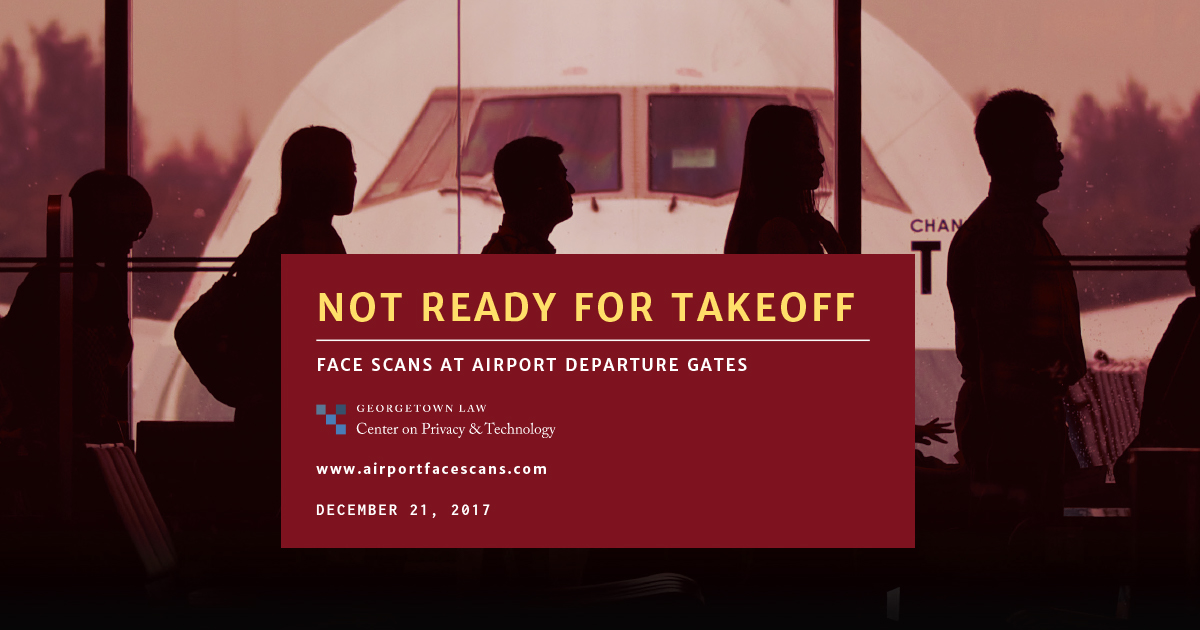 CHAN
T
NOT READY FOR TAKEOFF
FACE SCANS AT AIRPORT DEPARTURE GATES
GEORGETOWN LAW
Center on Privacy & Technology
www.airportfacescans.com
DECEMBER 21, 2017